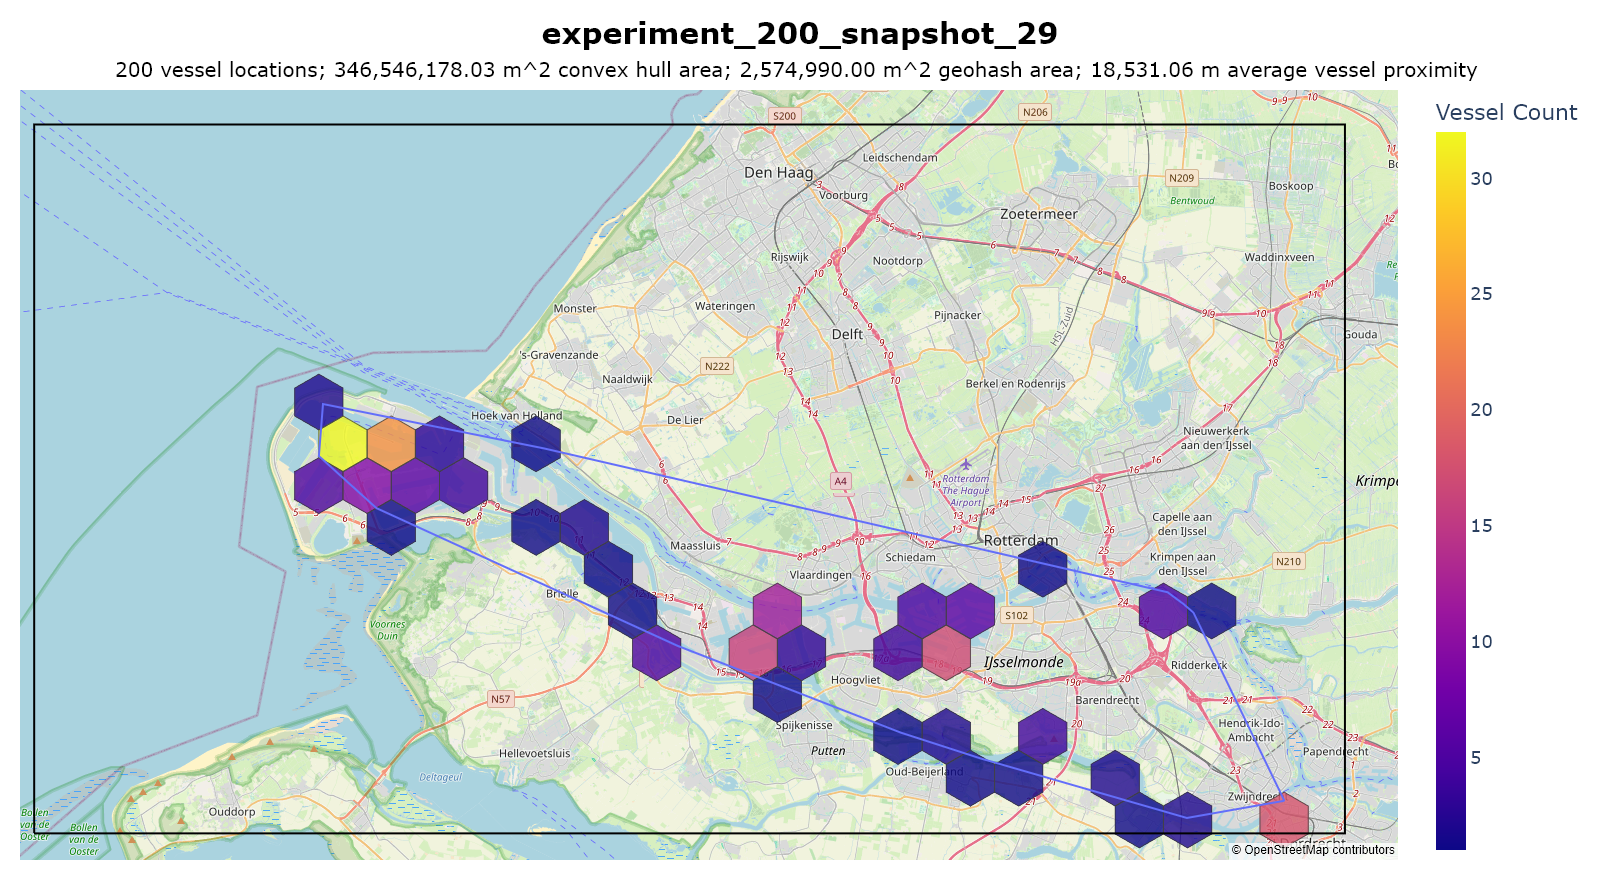 experiment_200_snapshot_29
200 vessel locations; 346,546,178.03 m^2 convex hull area; 2,574,990.00 m^2 geohash area; 18,531.06 m average vessel proximity
Vessel Count
30
25
20
15
10
5
S200
N206
Leidschendam
Den Haag
N209
Voorburg
Boskoop
Bentwoud
Zoetermeer
Rijswijk
Nootdorp
Waddinxveen
Monster
Wateringen
Pijnacker
HSL-Zuid
Delft
Gouda
's-Gravenzande
N222
Naaldwijk
Berkel en Rodenrijs
Hoek van Holland
De Lier
Nieuwerkerk
aan den IJssel
A4
Rotterdam
The Hague
Airport
Krimpe
Capelle aan
den IJssel
Maassluis
Rotterdam
Schiedam
Krimpen aan
den IJssel
N210
Vlaardingen
Brielle
S102
Voornes
Duin
IJsselmonde
Ridderkerk
Hoogvliet
N57
Barendrecht
Spijkenisse
Hendrik-Ido-
Ambacht
Hellevoetsluis
Putten
Papendrecht
Deltageul
Oud-Beijerland
Zwijndrec
Ouddorp
Bollen
van de
Ooster
Bollen
van de
Ooster
© OpenStreetMap contributors